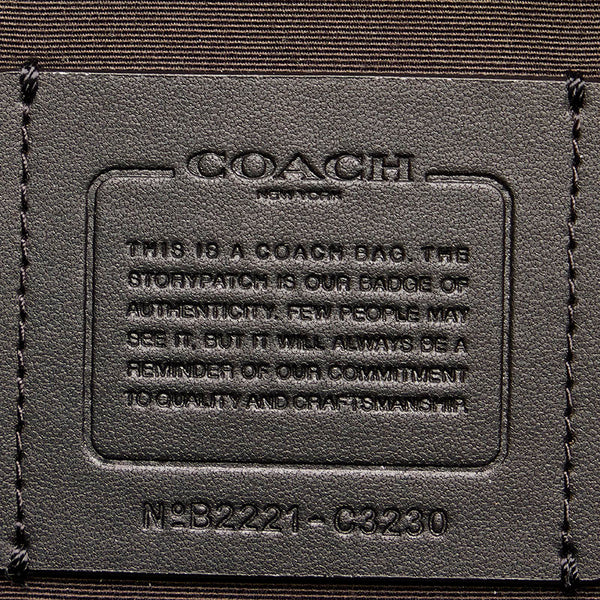 COACH
NEW YORK
THIS IS A COACH BAG. THE
STORYPATCH IS OUR BADGE OF
AUTHENTICITY. FEW PEOPLE MAY
SEE IT, BUT IT WILL ALWAYS BE A
REMINDER OF OUR COMMITMENT
TO QUALITY AND CRAFTSMANSHIP.
NºB2221-C3230